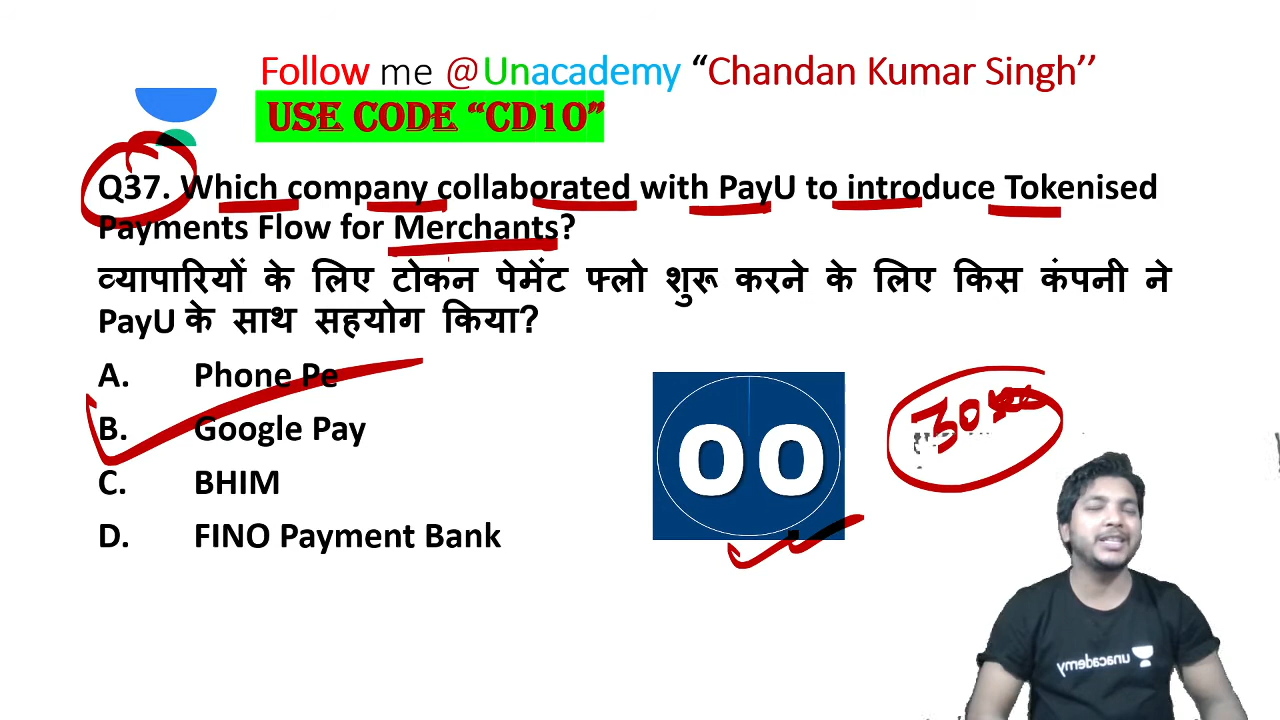 Follow me @Unacademy “Chandan Kumar Singh’’
USE CODE “CD10”
Q37. Which company collaborated with PayU to introduce Tokenised
Payments Flow for Merchants?
व्यापारियों के लिए टोकन पेमेंट फ्लो शुरू करने के लिए किस कंपनी ने
PayU के साथ सहयोग किया?
A. Phone Pe
B. Google Pay
C. BHIM
D. FINO Payment Bank
00
30
unacademy